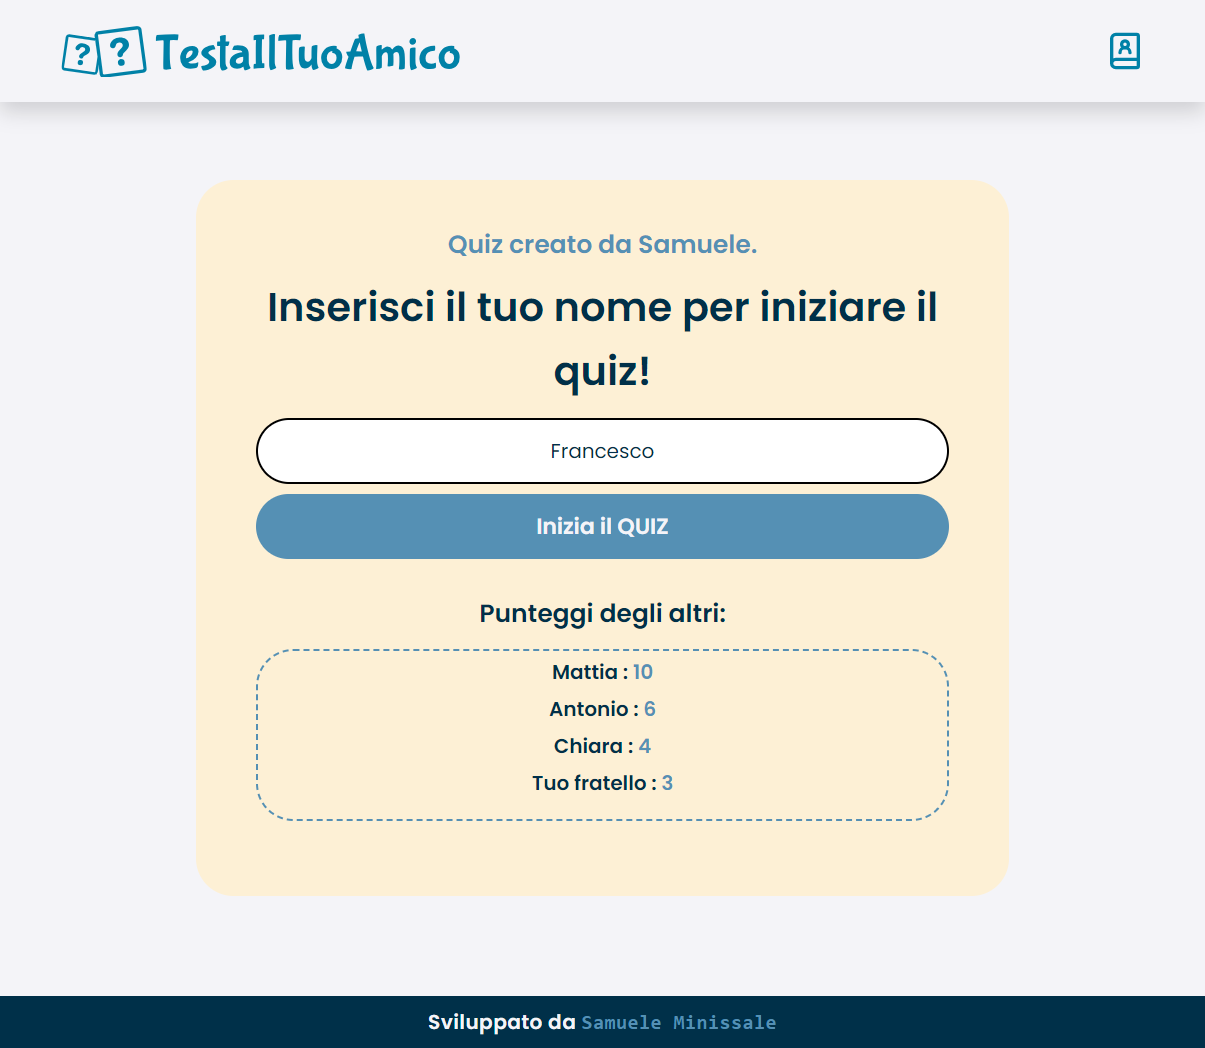 ? ? TestaIlTuoAmico
Quiz creato da Samuele.
Inserisci il tuo nome per iniziare il
quiz!
Francesco
Inizia il QUIZ
Punteggi degli altri:
Mattia : 10
Antonio : 6
Chiara : 4
Tuo fratello : 3
Sviluppato da Samuele Minissale